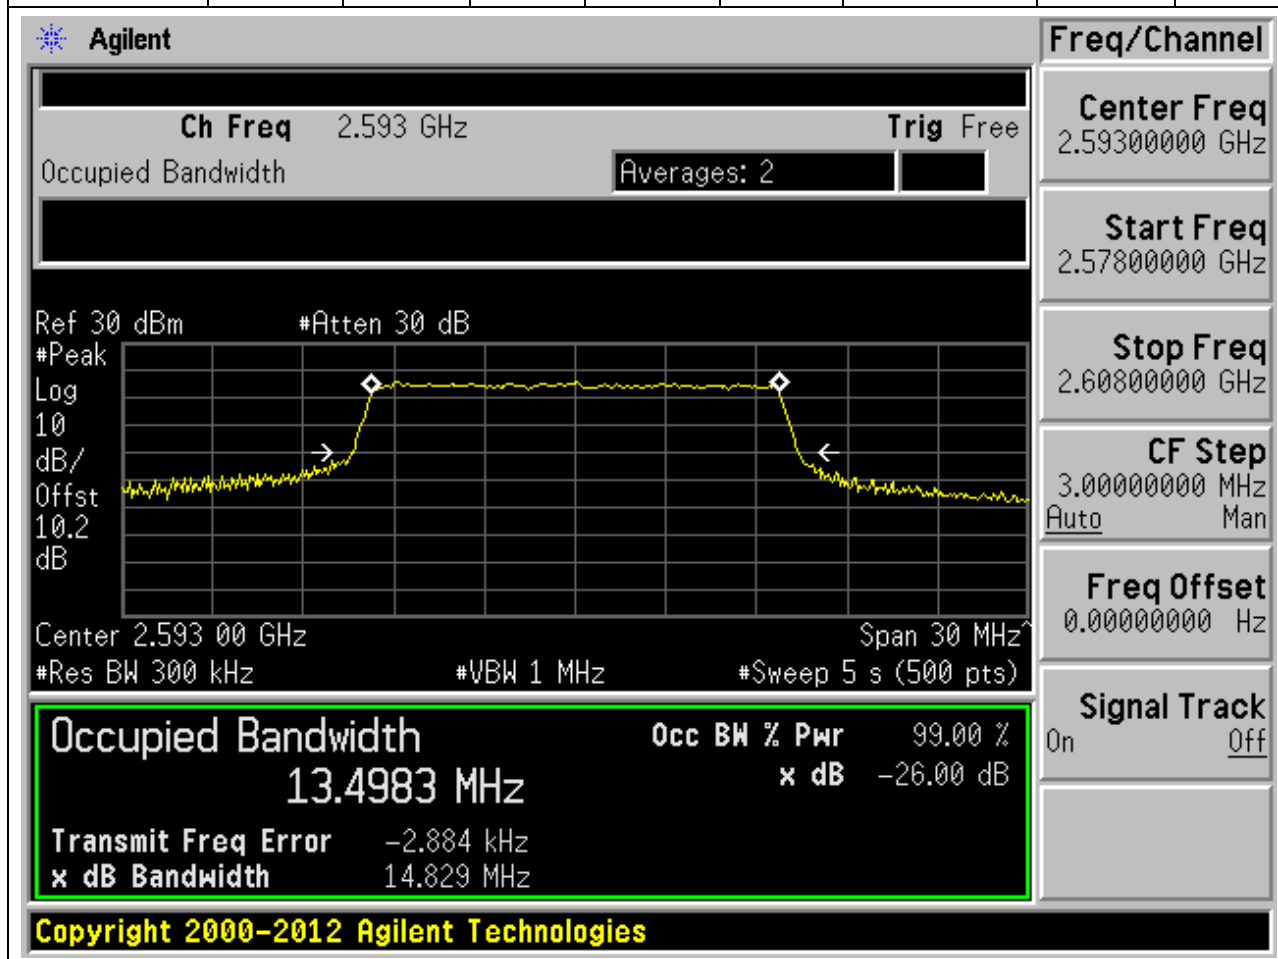 Agilent
Freq/Channel
Ch Freq 2.593 GHz Trig Free
Occupied Bandwidth Averages: 2
Ref 30 dBm #Atten 30 dB
#Peak
Log
10
dB/
Offst
10.2
dB
Center 2.593 00 GHz Span 30 MHz^
#Res BW 300 kHz #VBW 1 MHz #Sweep 5 s (500 pts)
Occupied Bandwidth Occ BW % Pwr 99.00 %
13.4983 MHz x dB -26.00 dB
Transmit Freq Error -2.884 kHz
x dB Bandwidth 14.829 MHz
Copyright 2000-2012 Agilent Technologies
Center Freq
2.59300000 GHz
Start Freq
2.57800000 GHz
Stop Freq
2.60800000 GHz
CF Step
3.00000000 MHz
Auto Man
Freq Offset
0.00000000 Hz
Signal Track
On Off